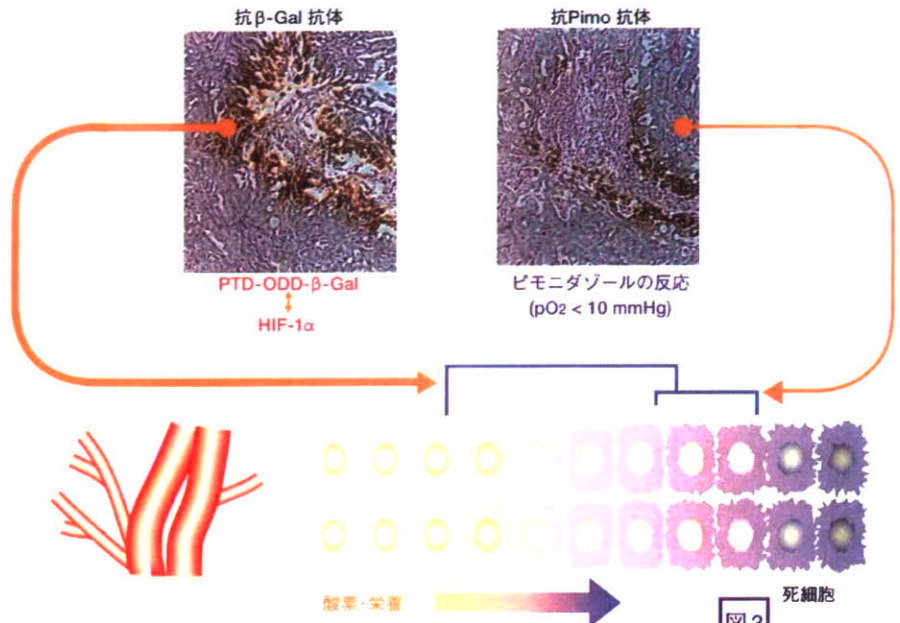 抗β-Gal 抗体
抗Pimo 抗体
PTD-ODD-β-Gal
HIF-1α
ピモニダゾールの反応
(pO2 < 10 mmHg)
酸素・栄養
死細胞